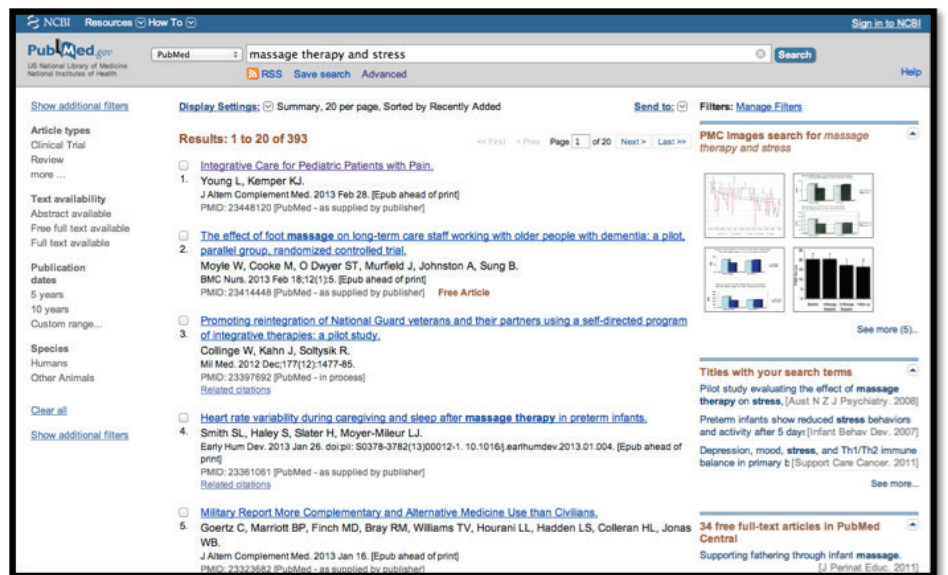 NCBI Resources How To Sign in to NCBI
PubMed.gov
US National Library of Medicine
National Institutes of Health
PubMed massage therapy and stress Search
RSS Save search Advanced
Help
Show additional filters
Article types
Clinical Trial
Review
more ...
Text availability
Abstract available
Free full text available
Full text available
Publication
dates
5 years
10 years
Custom range...
Species
Humans
Other Animals
Clear all
Show additional filters
Display Settings: Summary, 20 per page, Sorted by Recently Added Send to:
Results: 1 to 20 of 393
<< First < Prev Page 1 of 20 Next > Last >>
Integrative Care for Pediatric Patients with Pain.
1. Young L, Kemper KJ.
J Altern Complement Med. 2013 Feb 28. [Epub ahead of print]
PMID: 23448120 [PubMed - as supplied by publisher]
The effect of foot massage on long-term care staff working with older people with dementia: a pilot,
2. parallel group, randomized controlled trial.
Moyle W, Cooke M, O Dwyer ST, Murfield J, Johnston A, Sung B.
BMC Nurs. 2013 Feb 18;12(1):5. [Epub ahead of print]
PMID: 23414448 [PubMed - as supplied by publisher] Free Article
Promoting reintegration of National Guard veterans and their partners using a self-directed program
3. of integrative therapies: a pilot study.
Collinge W, Kahn J, Soltysik R.
Mil Med. 2012 Dec;177(12):1477-85.
PMID: 23397692 [PubMed - in process]
Related citations
Heart rate variability during caregiving and sleep after massage therapy in preterm infants.
4. Smith SL, Haley S, Slater H, Moyer-Mileur LJ.
Early Hum Dev. 2013 Jan 26. doi:pii: S0378-3782(13)00012-1. 10.1016/j.earlhumdev.2013.01.004. [Epub ahead of
print]
PMID: 23361061 [PubMed - as supplied by publisher]
Related citations
Military Report More Complementary and Alternative Medicine Use than Civilians.
5. Goertz C, Marriott BP, Finch MD, Bray RM, Williams TV, Hourani LL, Hadden LS, Colleran HL, Jonas
WB.
J Altern Complement Med. 2013 Jan 16. [Epub ahead of print]
PMID: 23323682 [PubMed - as supplied by publisher]
Filters: Manage Filters
PMC Images search for massage
therapy and stress
See more (5)...
Titles with your search terms
Pilot study evaluating the effect of massage
therapy on stress, [Aust N Z J Psychiatry. 2008]
Preterm infants show reduced stress behaviors
and activity after 5 days [Infant Behav Dev. 2007]
Depression, mood, stress, and Th1/Th2 immune
balance in primary b [Support Care Cancer. 2011]
See more...
34 free full-text articles in PubMed
Central
Supporting fathering through infant massage.
[J Perinat Educ. 2011]